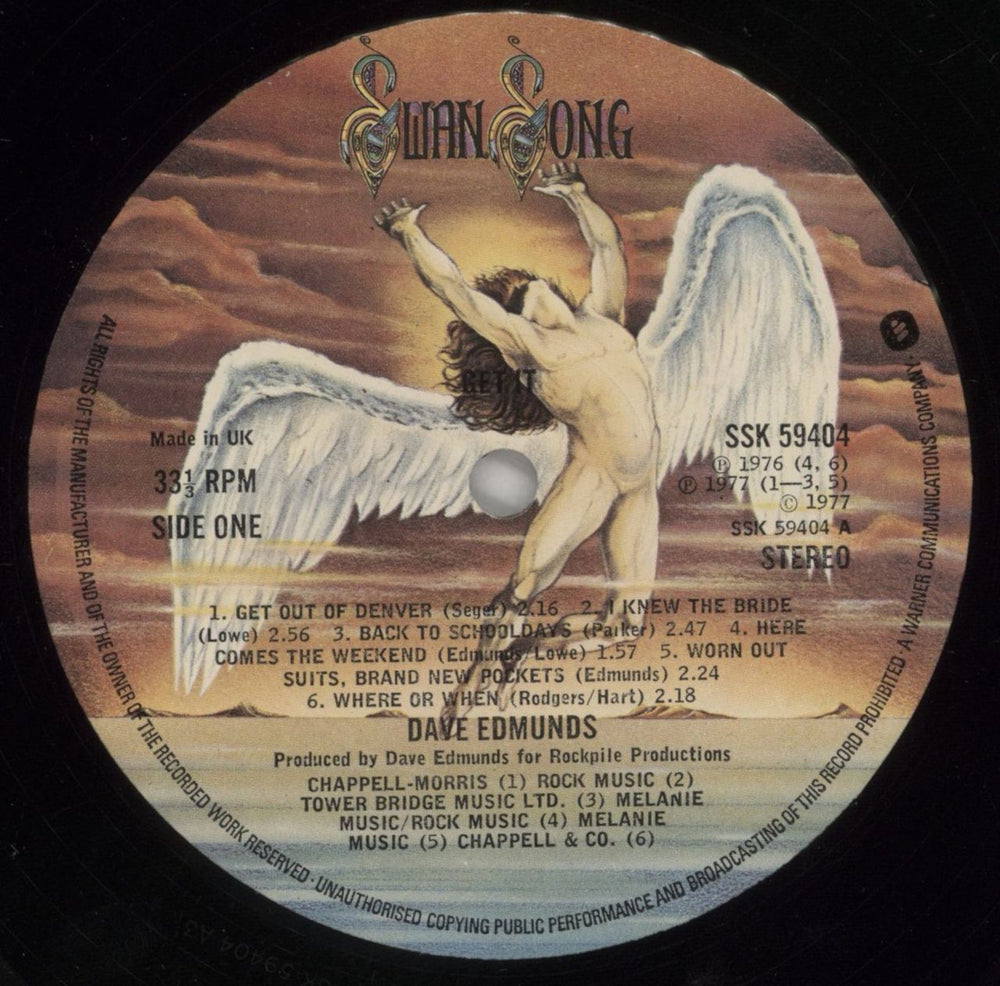 SWAN SONG
GET IT
Made in UK
33⅓ RPM
SIDE ONE
SSK 59404
Ⓟ 1976 (4, 6)
Ⓟ 1977 (1—3, 5)
© 1977
SSK 59404 A
STEREO
1. GET OUT OF DENVER (Seger) 2.16 2. I KNEW THE BRIDE
(Lowe) 2.56 3. BACK TO SCHOOLDAYS (Parker) 2.47 4. HERE
COMES THE WEEKEND (Edmunds/Lowe) 1.57 5. WORN OUT
SUITS, BRAND NEW POCKETS (Edmunds) 2.24
6. WHERE OR WHEN (Rodgers/Hart) 2.18
DAVE EDMUNDS
Produced by Dave Edmunds for Rockpile Productions
CHAPPELL-MORRIS (1) ROCK MUSIC (2)
TOWER BRIDGE MUSIC LTD. (3) MELANIE
MUSIC/ROCK MUSIC (4) MELANIE
MUSIC (5) CHAPPELL & CO. (6)
ALL RIGHTS OF THE MANUFACTURER AND OF THE OWNER OF THE RECORDED WORK RESERVED · UNAUTHORISED COPYING PUBLIC PERFORMANCE AND BROADCASTING OF THIS RECORD PROHIBITED · A WARNER COMMUNICATIONS COMPANY ·